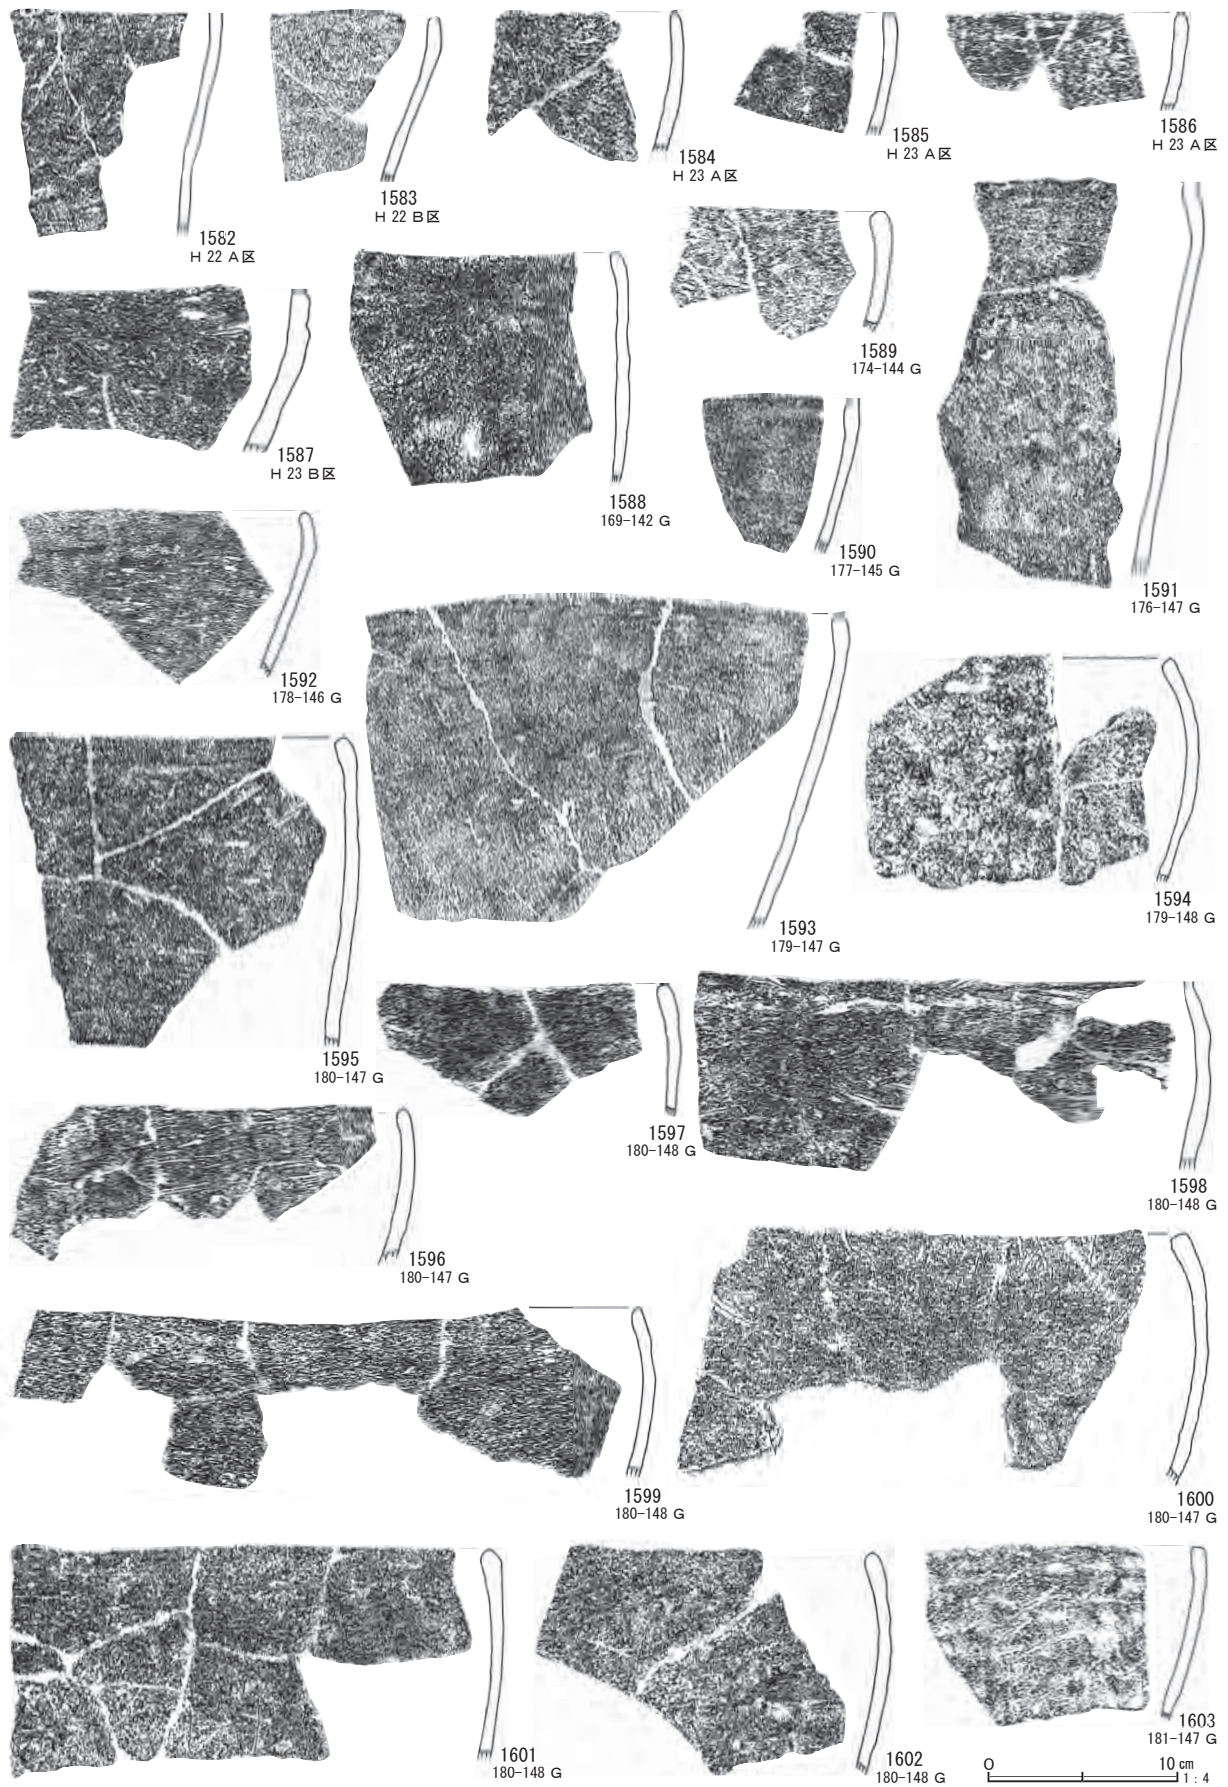 1582
H 22 A区
1583
H 22 B区
1584
H 23 A区
1585
H 23 A区
1586
H 23 A区
1587
H 23 B区
1588
169-142 G
1589
174-144 G
1590
177-145 G
1591
176-147 G
1592
178-146 G
1593
179-147 G
1594
179-148 G
1595
180-147 G
1596
180-147 G
1597
180-148 G
1598
180-148 G
1599
180-148 G
1600
180-147 G
1601
180-148 G
1602
180-148 G
1603
181-147 G
0 10 cm
1 : 4